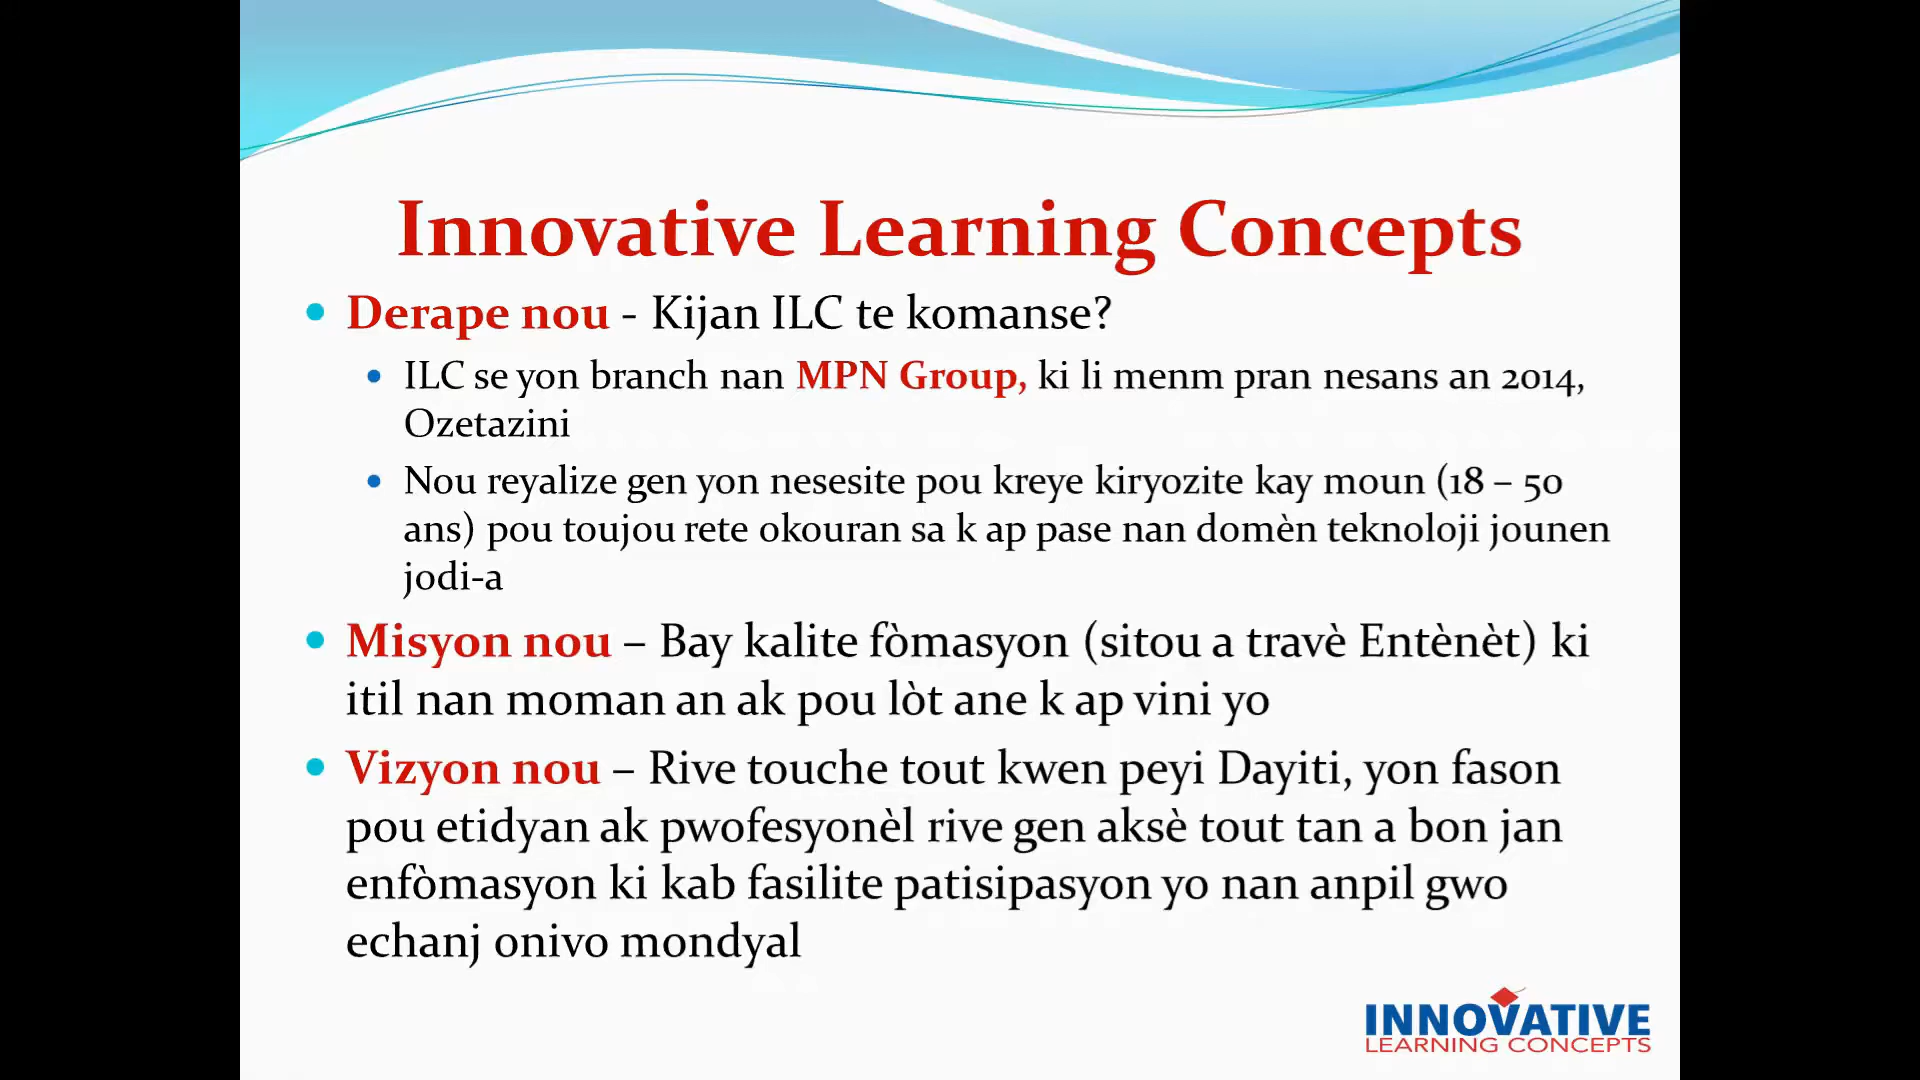 Innovative Learning Concepts
Derape nou - Kijan ILC te komanse?
ILC se yon branch nan MPN Group, ki li menm pran nesans an 2014,
Ozetazini
Nou reyalize gen yon nesesite pou kreye kiryozite kay moun (18 – 50
ans) pou toujou rete okouran sa k ap pase nan domèn teknoloji jounen
jodi-a
Misyon nou – Bay kalite fòmasyon (sitou a travè Entènèt) ki
itil nan moman an ak pou lòt ane k ap vini yo
Vizyon nou – Rive touche tout kwen peyi Dayiti, yon fason
pou etidyan ak pwofesyonèl rive gen aksè tout tan a bon jan
enfòmasyon ki kab fasilite patisipasyon yo nan anpil gwo
echanj onivo mondyal
INNOVATIVE
LEARNING CONCEPTS